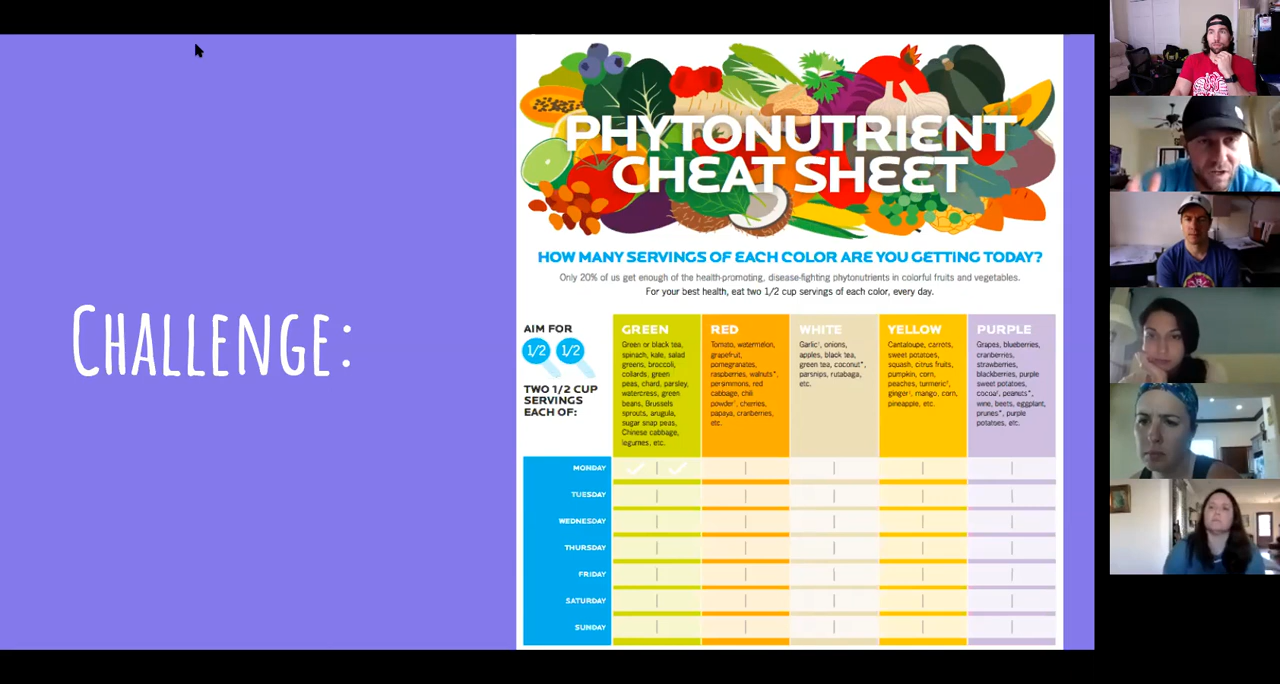 CHALLENGE:
PHYTONUTRIENT
CHEAT SHEET
HOW MANY SERVINGS OF EACH COLOR ARE YOU GETTING TODAY?
Only 20% of us get enough of the health-promoting, disease-fighting phytonutrients in colorful fruits and vegetables.
For your best health, eat two 1/2 cup servings of each color, every day.
AIM FOR
1/2 1/2
TWO 1/2 CUP
SERVINGS
EACH OF:
GREEN
Green or black tea,
spinach, kale, salad
greens, broccoli,
collards, green
peas, chard, parsley,
watercress, green
beans, Brussels
sprouts, arugula,
sugar snap peas,
Chinese cabbage,
legumes, etc.
RED
Tomato, watermelon,
grapefruit,
pomegranates,
raspberries, walnuts*,
persimmons, red
cabbage, chili
powder†, cherries,
papaya, cranberries,
etc.
WHITE
Garlic†, onions,
apples, black tea,
green tea, coconut*,
parsnips, rutabaga,
etc.
YELLOW
Cantaloupe, carrots,
sweet potatoes,
squash, citrus fruits,
pumpkin, corn,
peaches, turmeric†,
ginger†, mango, corn,
pineapple, etc.
PURPLE
Grapes, blueberries,
cranberries,
blackberries, purple
sweet potatoes,
cocoa†, peanuts*,
wine, beets, eggplant,
prunes*, purple
potatoes, etc.
MONDAY
TUESDAY
WEDNESDAY
THURSDAY
FRIDAY
SATURDAY
SUNDAY